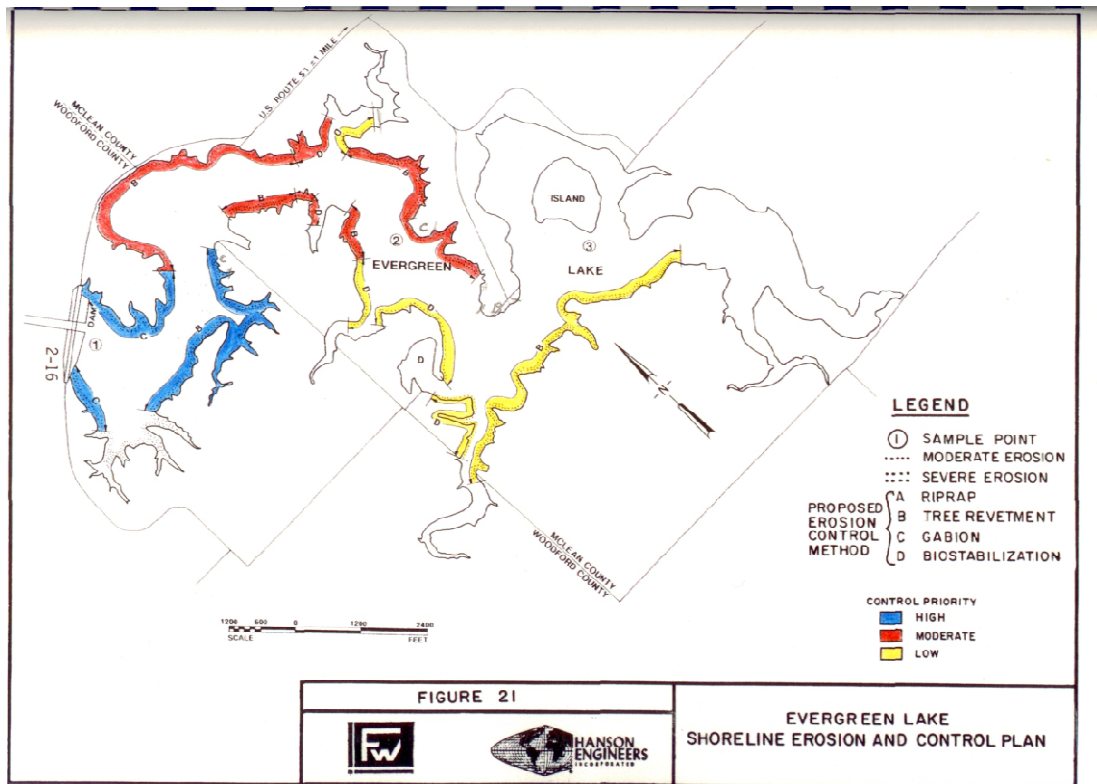 U.S. ROUTE 51 ±1 MILE
MCLEAN COUNTY
WOODFORD COUNTY
D
B
C
B
B
A
D
C
ISLAND
B
2
3
EVERGREEN
LAKE
C
D
D
DAM
1
C
B
B
D
N
2-16
C
B
LEGEND
1 SAMPLE POINT
MODERATE EROSION
SEVERE EROSION
PROPOSED
EROSION
CONTROL
METHOD
A RIPRAP
B TREE REVETMENT
C GABION
D BIOSTABILIZATION
MCLEAN COUNTY
WOODFORD COUNTY
CONTROL PRIORITY
HIGH
MODERATE
LOW
1200 600 0 1200 2400
SCALE FEET
FIGURE 21
FW
HANSON
ENGINEERS
INCORPORATED
EVERGREEN LAKE
SHORELINE EROSION AND CONTROL PLAN